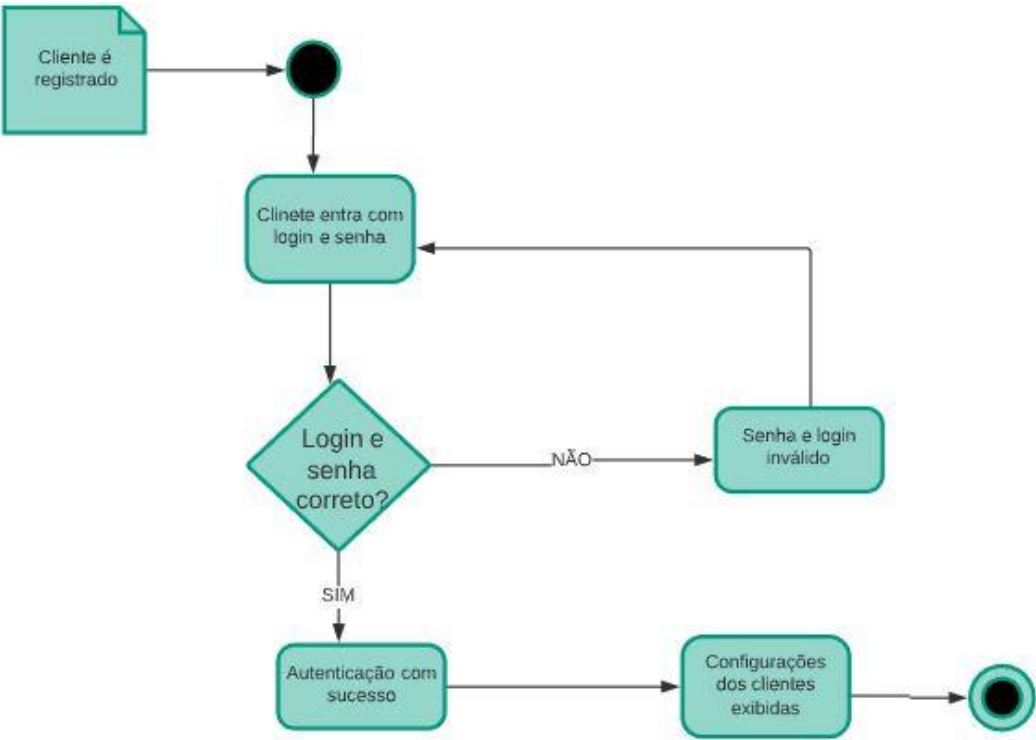 Cliente é
registrado
Clinete entra com
login e senha
Login e
senha
correto?
NÃO
Senha e login
inválido
SIM
Autenticação com
sucesso
Configurações
dos clientes
exibidas